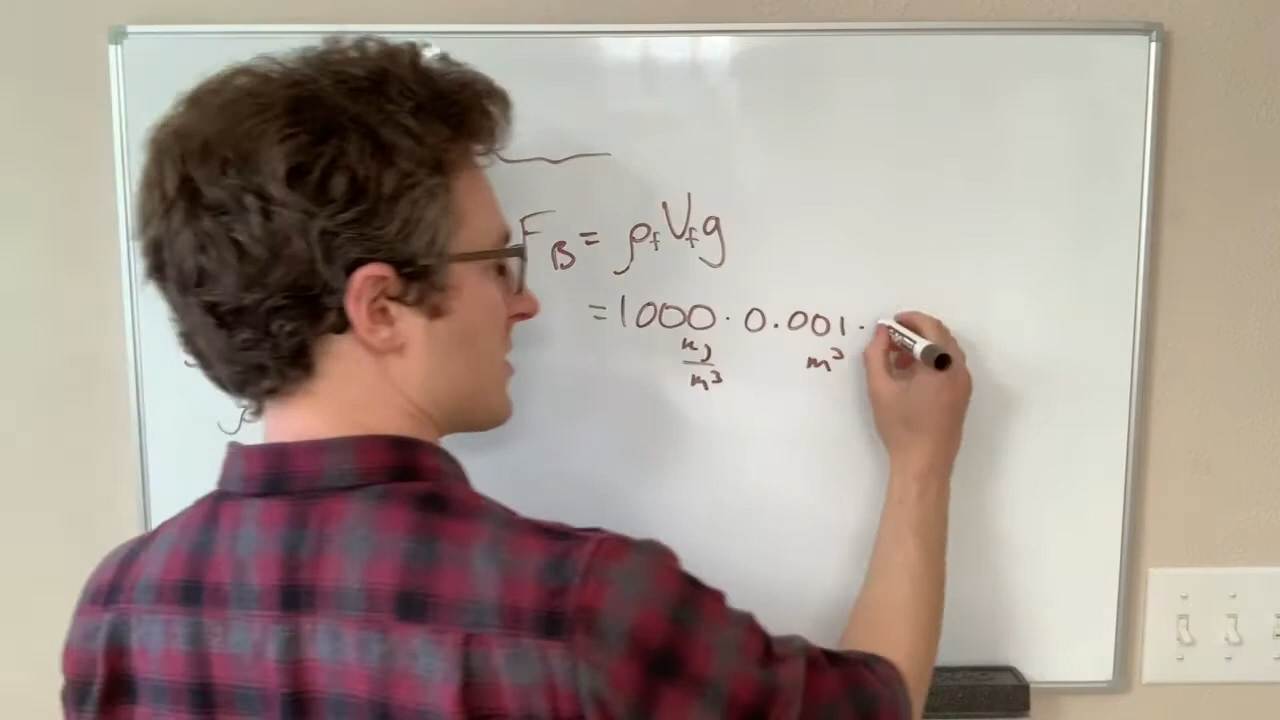 F_B = ρ_f V_f g
= 1000 · 0.001 ·
kg/m³ m³
ρ